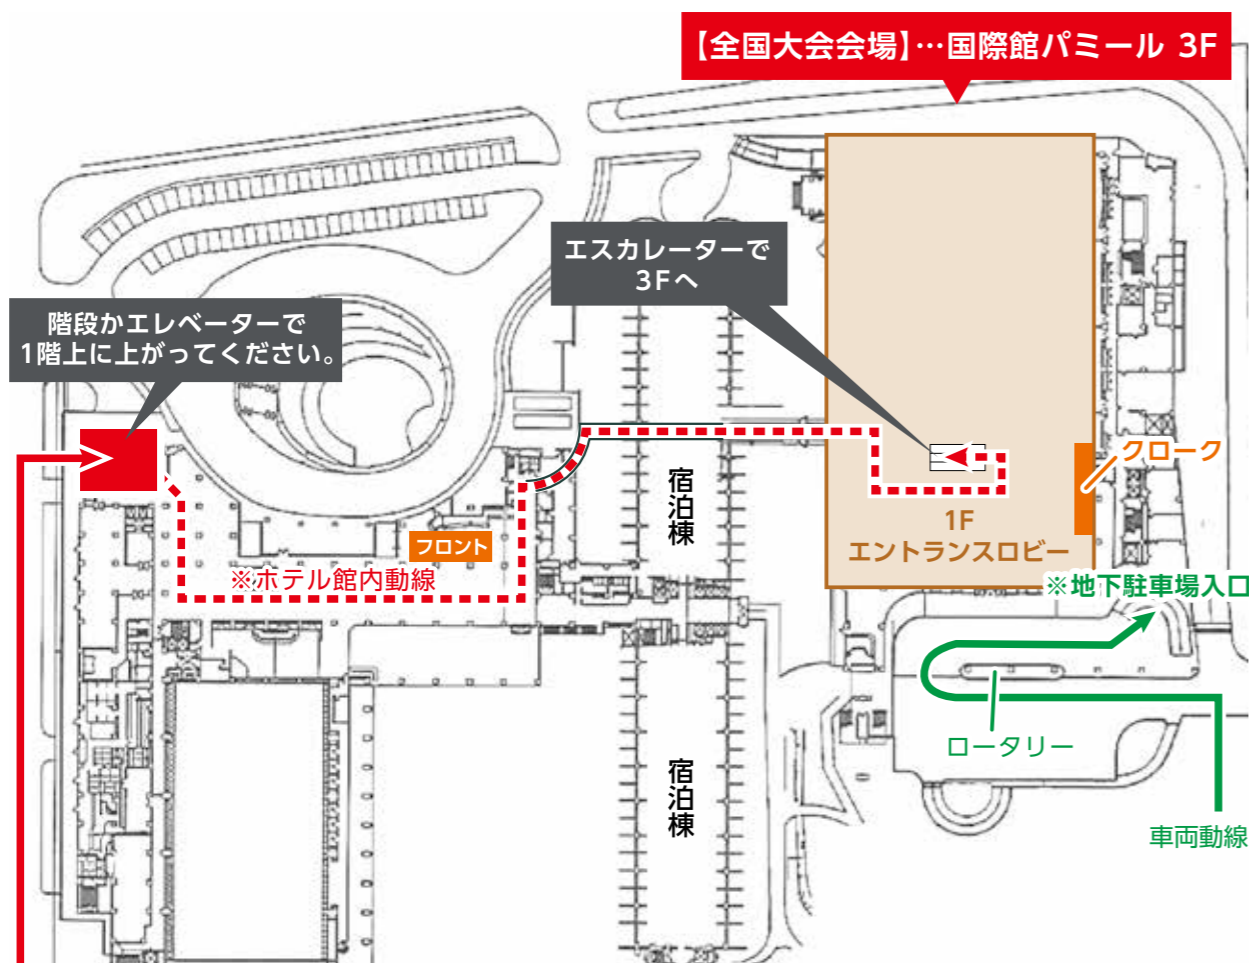 【全国大会会場】…国際館パミール 3F
エスカレーターで
3Fへ
階段かエレベーターで
1階上に上がってください。
クローク
宿泊棟
1F
エントランスロビー
フロント
※ホテル館内動線
※地下駐車場入口
ロータリー
宿泊棟
車両動線